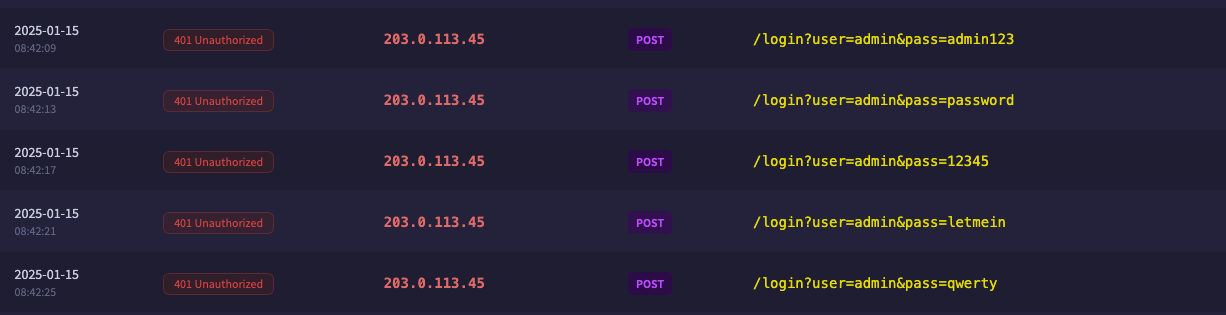 2025-01-15
08:42:09
401 Unauthorized
203.0.113.45
POST
/login?user=admin&pass=admin123
2025-01-15
08:42:13
401 Unauthorized
203.0.113.45
POST
/login?user=admin&pass=password
2025-01-15
08:42:17
401 Unauthorized
203.0.113.45
POST
/login?user=admin&pass=12345
2025-01-15
08:42:21
401 Unauthorized
203.0.113.45
POST
/login?user=admin&pass=letmein
2025-01-15
08:42:25
401 Unauthorized
203.0.113.45
POST
/login?user=admin&pass=qwerty